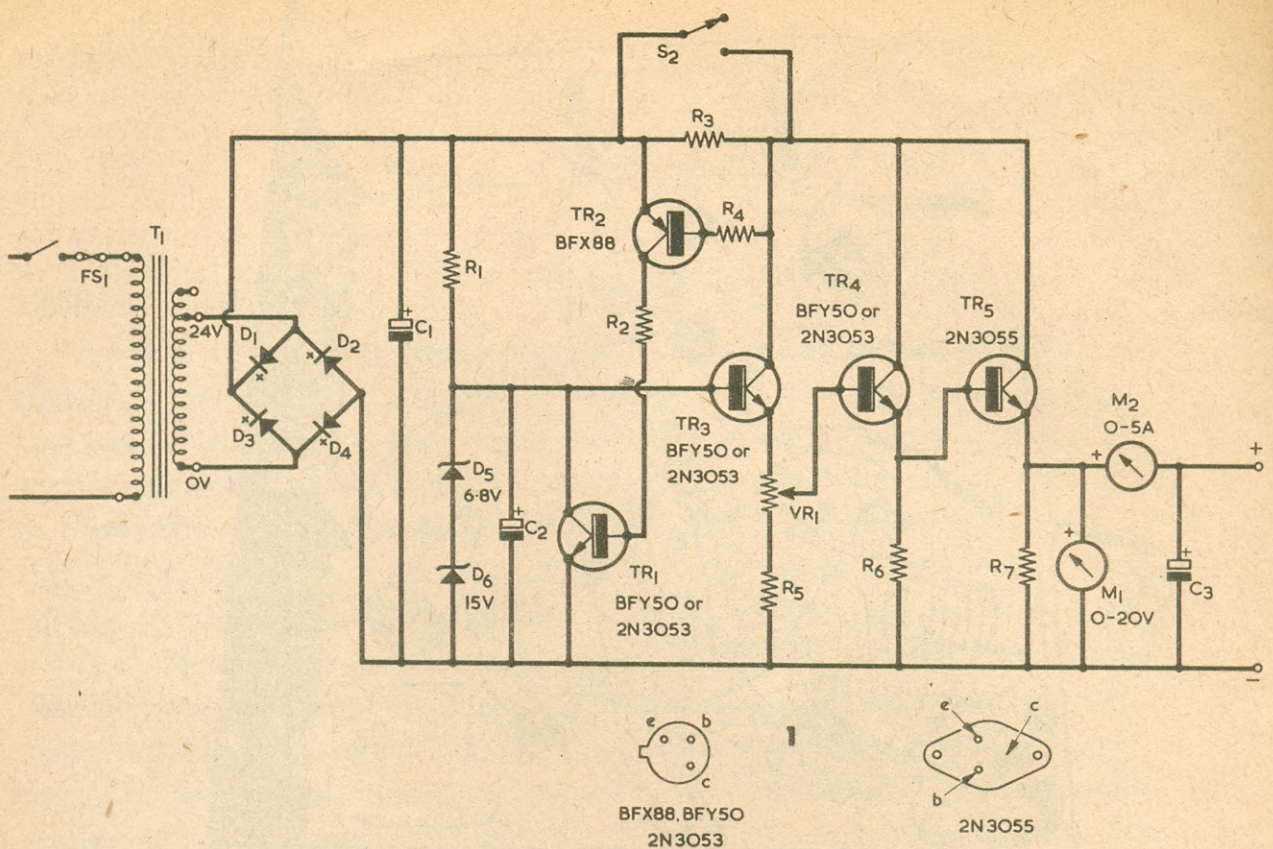 S2
R3
TR2
BFX88
R4
T1
FS1
24V
D1
D2
D3
D4
0V
+
C1
R1
R2
TR4
BFY50 or
2N3053
TR5
2N3055
TR3
BFY50 or
2N3053
D5
6·8V
D6
15V
+
C2
TR1
BFY50 or
2N3053
VR1
R5
R6
R7
M2
0-5A
+
+
+
M1
0-20V
+
C3
–
e
b
c
BFX88, BFY50
2N3053
1
e
c
b
2N3055